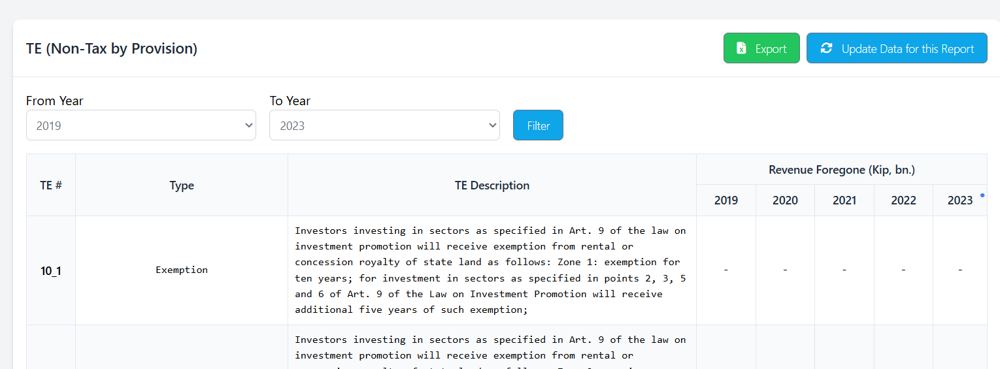 TE (Non-Tax by Provision)
Export
Update Data for this Report
From Year
To Year
2019
2023
Filter
TE #
Type
TE Description
Revenue Foregone (Kip, bn.)
2019
2020
2021
2022
2023
10_1
Exemption
Investors investing in sectors as specified in Art. 9 of the law on
investment promotion will receive exemption from rental or
concession royalty of state land as follows: Zone 1: exemption for
ten years; for investment in sectors as specified in points 2, 3, 5
and 6 of Art. 9 of the Law on Investment Promotion will receive
additional five years of such exemption;
-
-
-
-
-
Investors investing in sectors as specified in Art. 9 of the law on
investment promotion will receive exemption from rental or